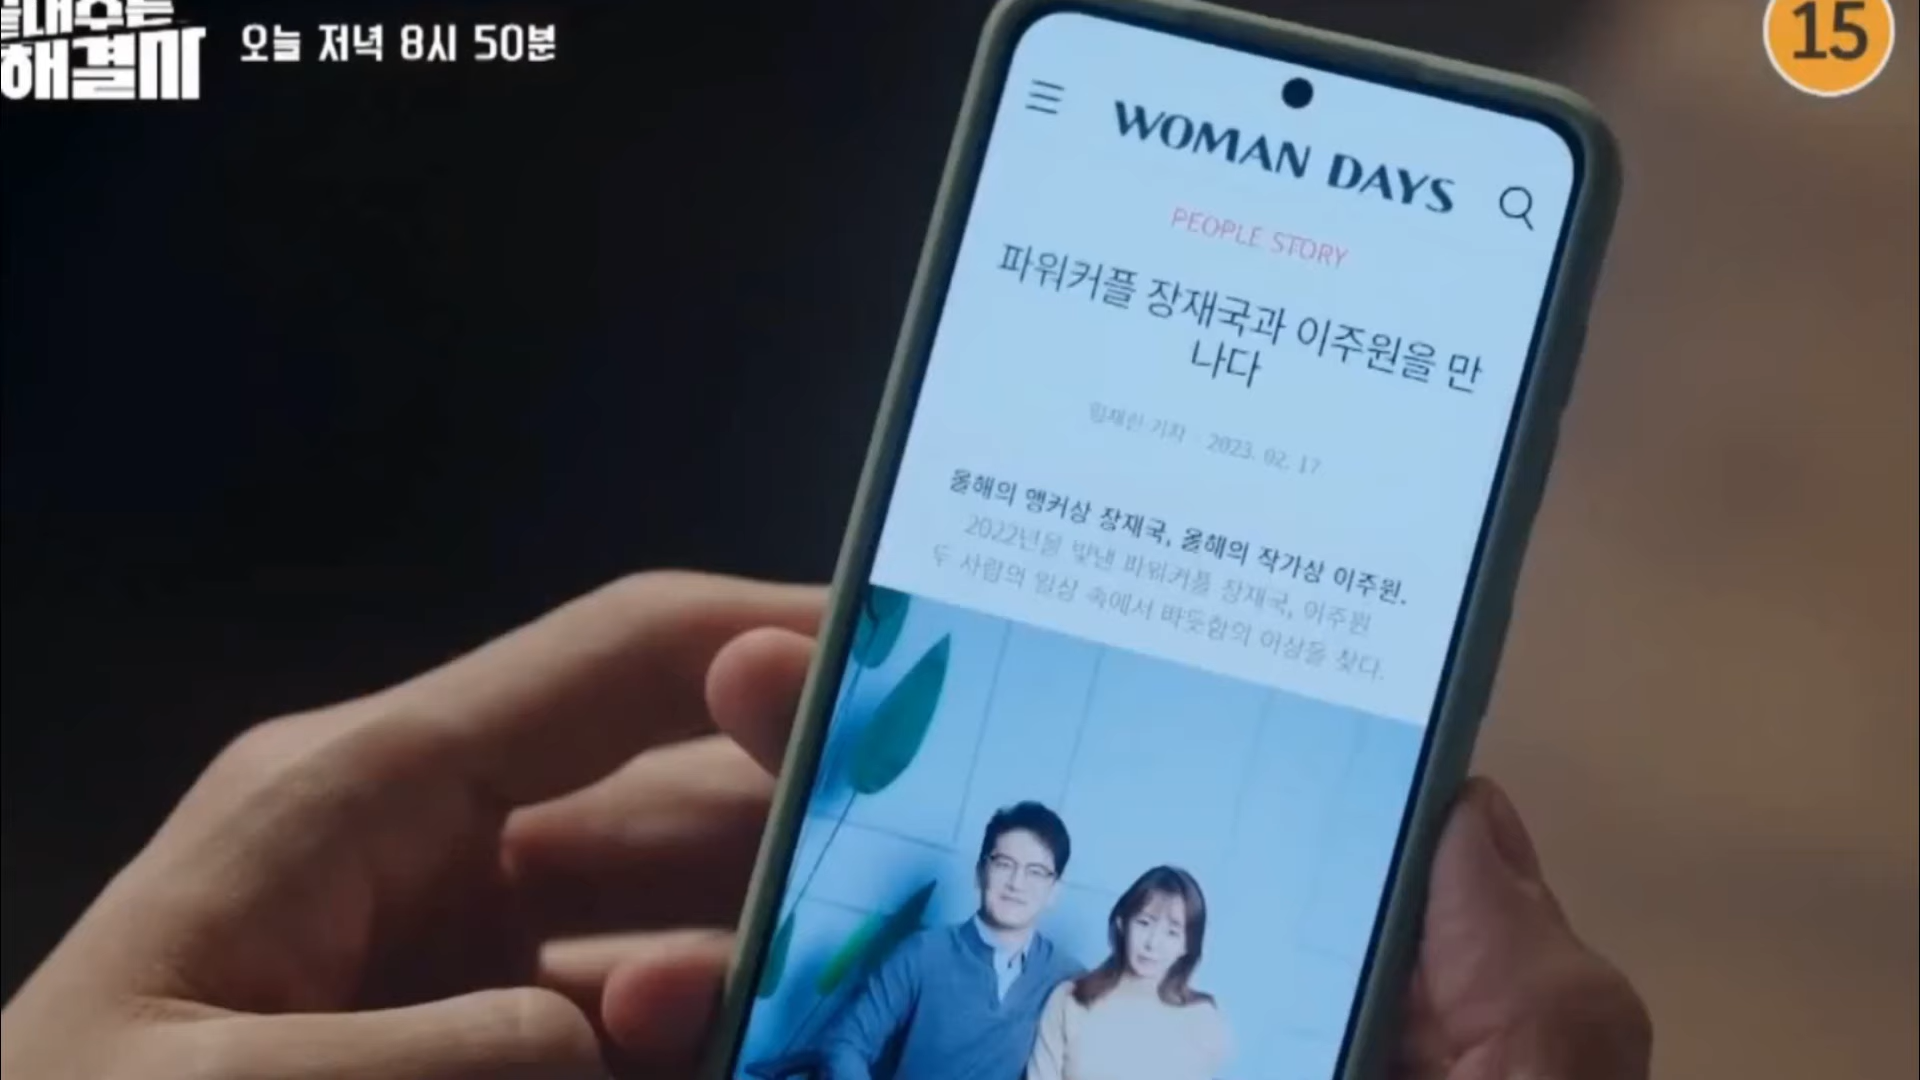 해결사
오늘 저녁 8시 50분
15
WOMAN DAYS
PEOPLE STORY
파워커플 장재국과 이주원을 만
나다
기자 · 2023. 02. 17
올해의 앵커상 장재국, 올해의 작가상 이주원.
2022년을 빛낸 파워커플 장재국, 이주원
두 사람의 일상 속에서 뱌듯함의 이상을 찾다.